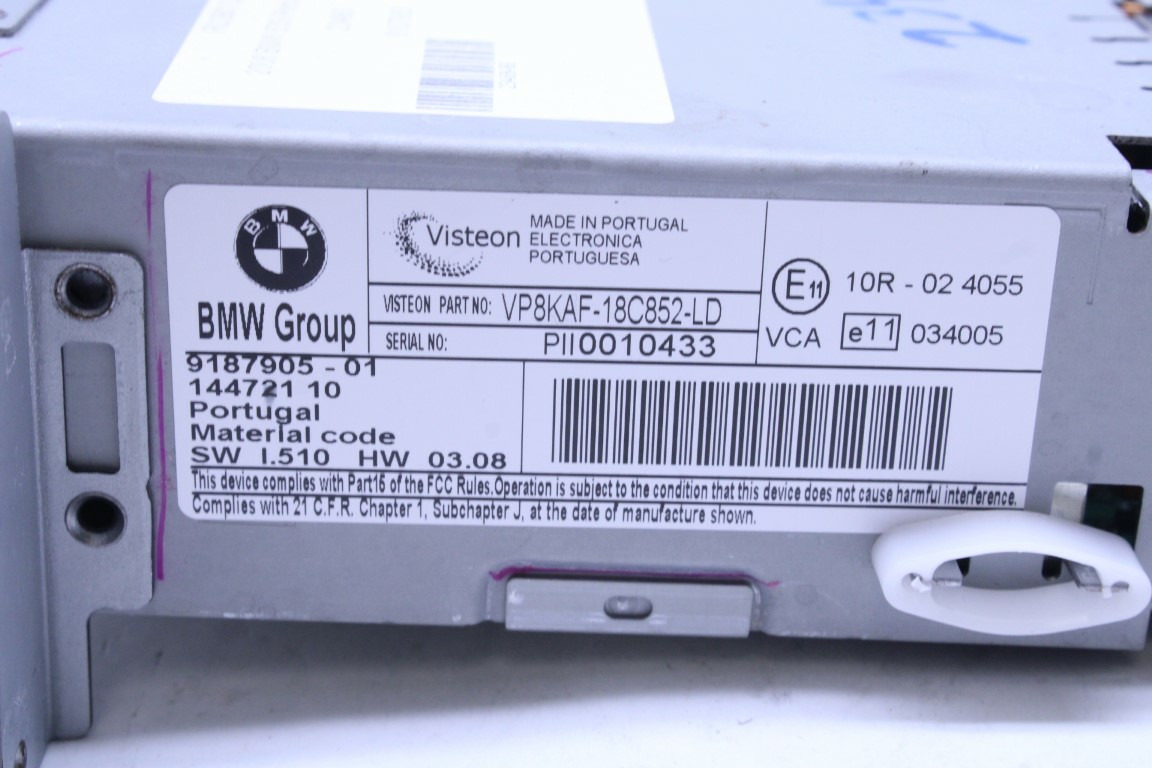 BMW
BMW Group
Visteon
MADE IN PORTUGAL
ELECTRONICA
PORTUGUESA
VISTEON PART NO: VP8KAF-18C852-LD
SERIAL NO: PII0010433
E11 10R - 02 4055
VCA e11 034005
9187905 - 01
144721 10
Portugal
Material code
SW 1.510 HW 03.08
This device complies with Part15 of the FCC Rules.Operation is subject to the condition that this device does not cause harmful interference.
Complies with 21 C.F.R. Chapter 1, Subchapter J, at the date of manufacture shown.